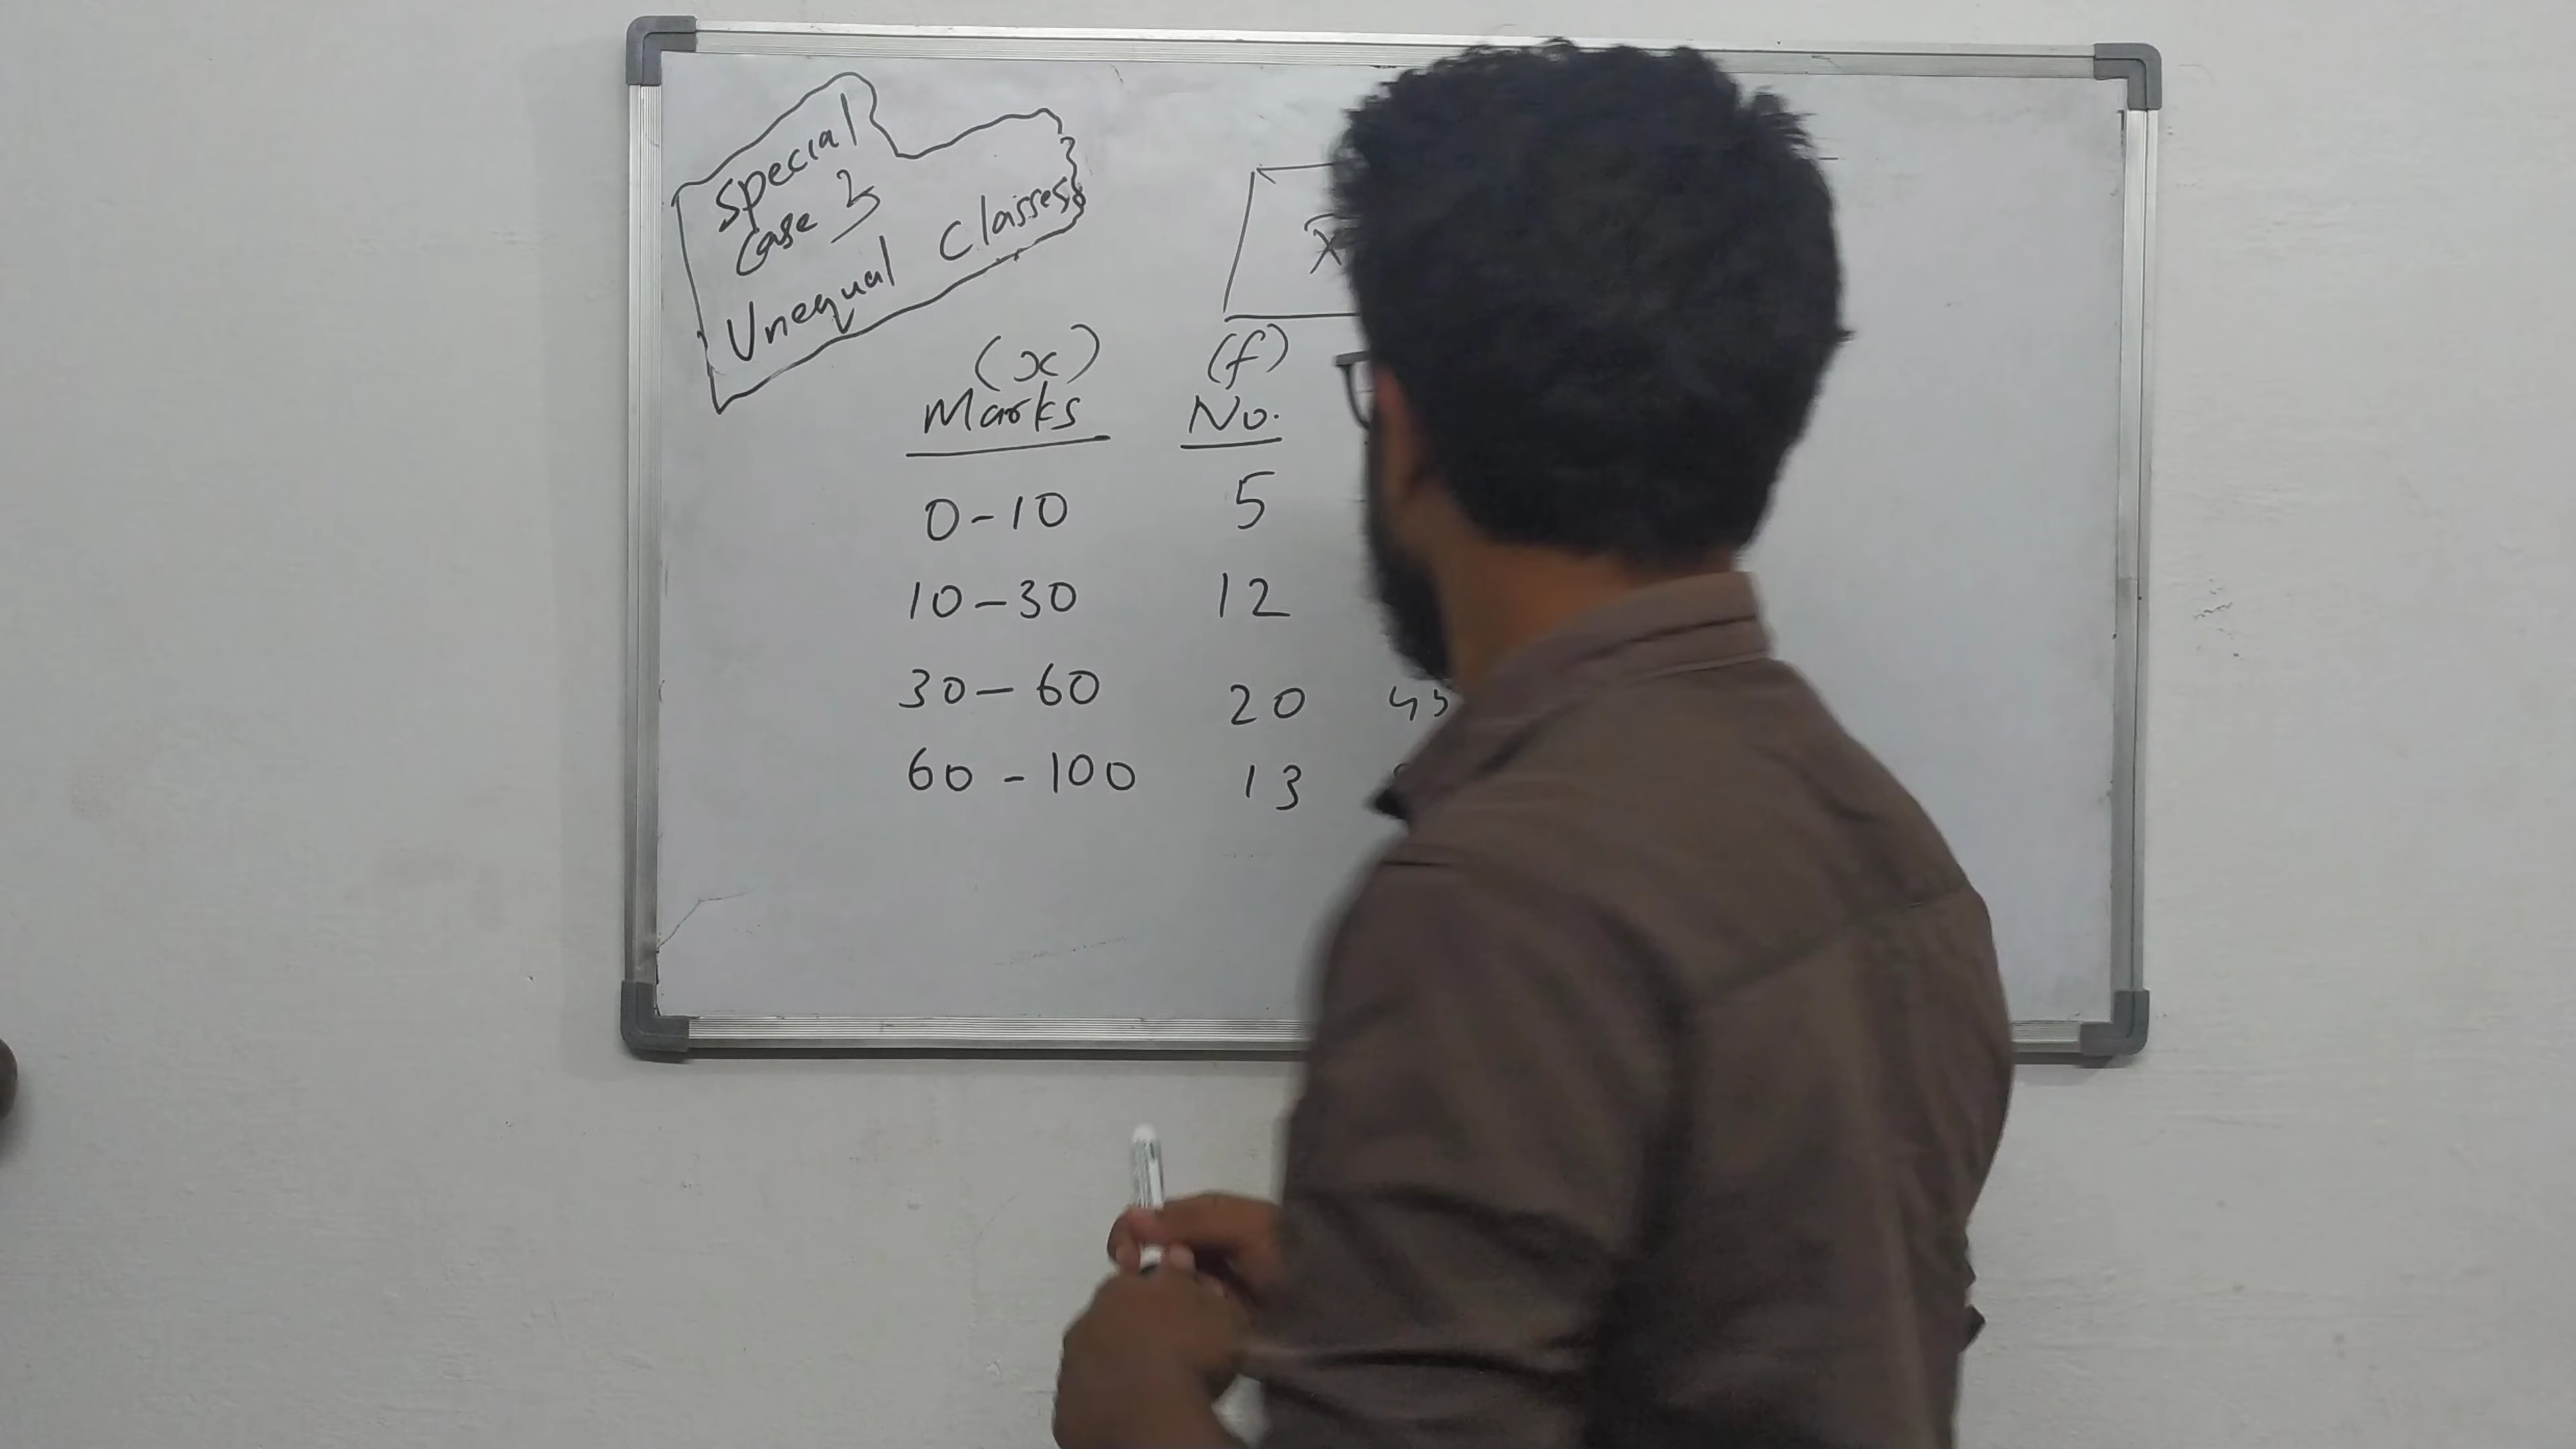 Special
Case 3
Unequal Classes
X̄
(x) (f)
Marks No.
0-10 5
10-30 12
30-60 20 45
60-100 13